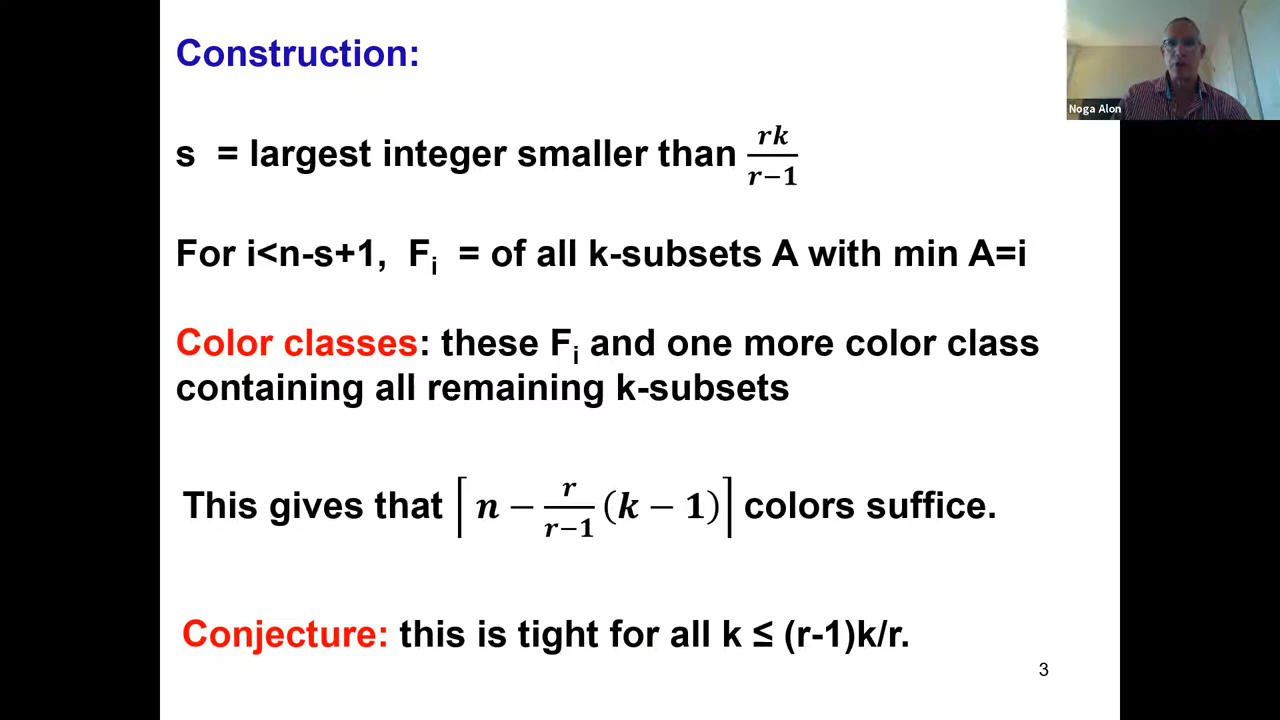 Construction:
s = largest integer smaller than rk/(r−1)
For i<n-s+1, Fᵢ = of all k-subsets A with min A=i
Color classes: these Fᵢ and one more color class
containing all remaining k-subsets
This gives that ⌈n − r/(r−1) (k − 1)⌉ colors suffice.
Conjecture: this is tight for all k ≤ (r-1)k/r.
3
Noga Alon